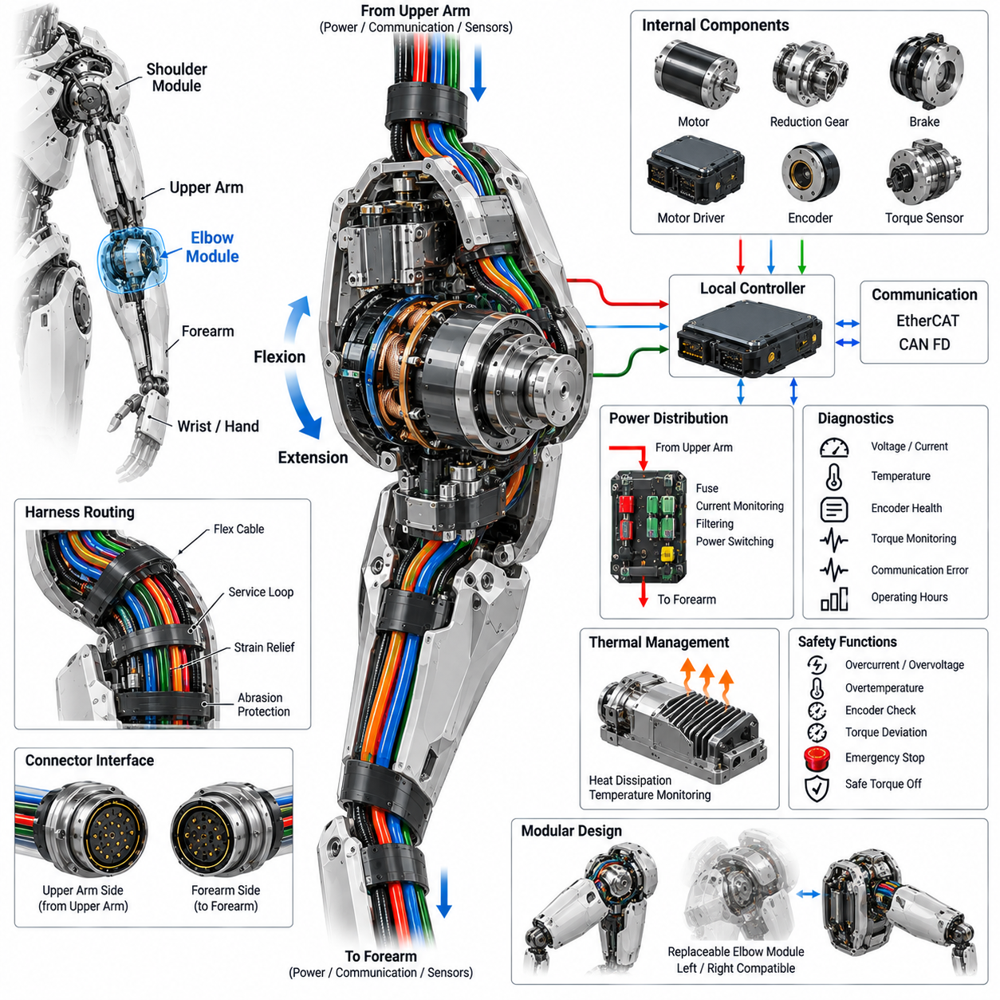 From Upper Arm
(Power / Communication / Sensors)
Shoulder
Module
Upper Arm
Elbow
Module
Forearm
Wrist / Hand
Flexion
Extension
Internal Components
Motor
Reduction Gear
Brake
Motor Driver
Encoder
Torque Sensor
Local Controller
Communication
EtherCAT
CAN FD
Power Distribution
From Upper Arm
Fuse
Current Monitoring
Filtering
Power Switching
To Forearm
Diagnostics
Voltage / Current
Temperature
Encoder Health
Torque Monitoring
Communication Error
Operating Hours
Harness Routing
Flex Cable
Service Loop
Strain Relief
Abrasion
Protection
Thermal Management
Heat Dissipation
Temperature Monitoring
Safety Functions
Overcurrent / Overvoltage
Overtemperature
Encoder Check
Torque Deviation
Emergency Stop
Safe Torque Off
Connector Interface
Upper Arm Side
(from Upper Arm)
Forearm Side
(to Forearm)
Modular Design
Replaceable Elbow Module
Left / Right Compatible
To Forearm
(Power / Communication / Sensors)